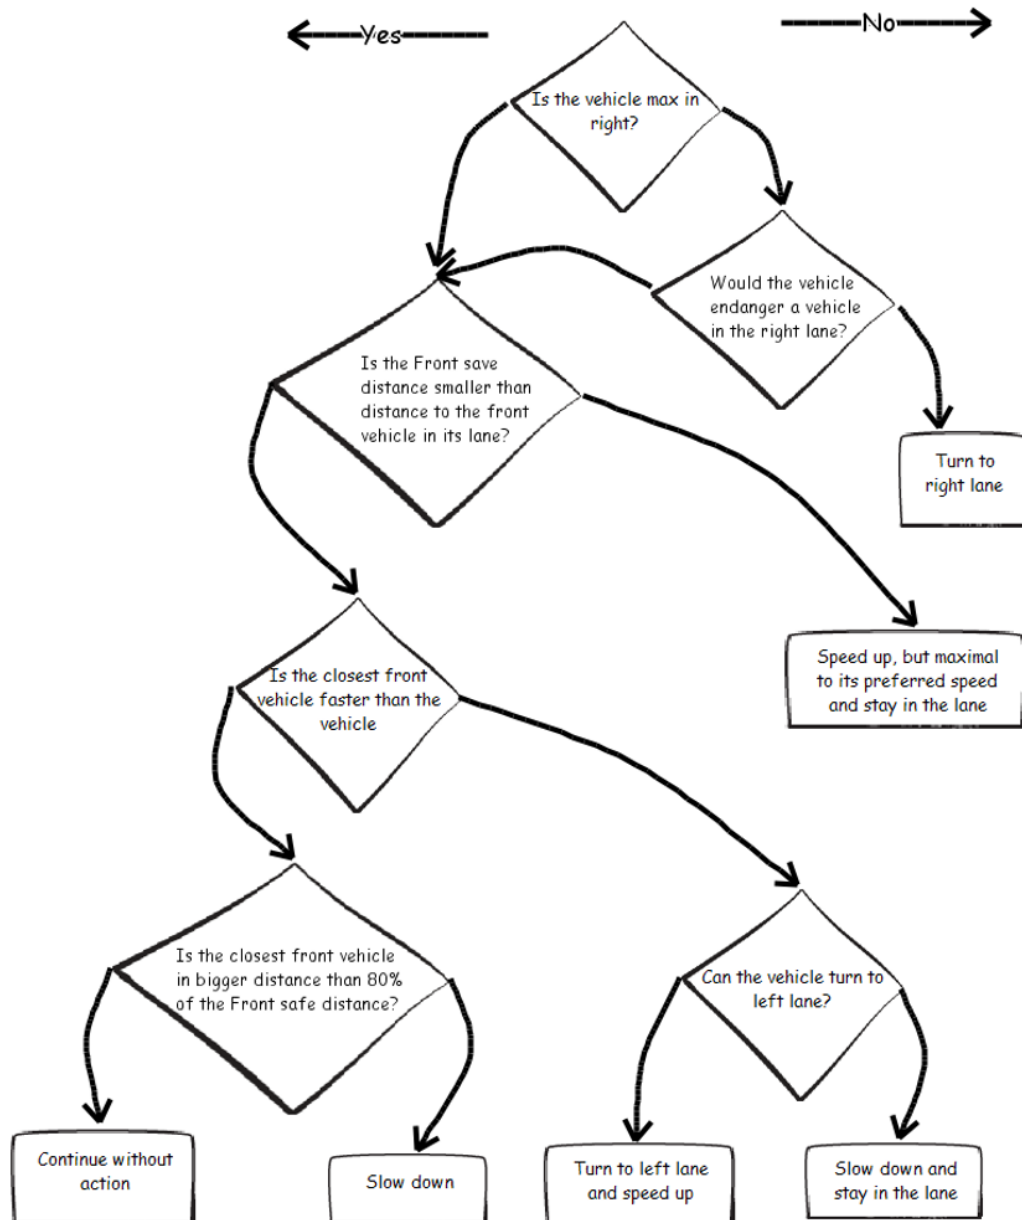 Yes
No
Is the vehicle max in
right?
Would the vehicle
endanger a vehicle
in the right lane?
Is the Front save
distance smaller than
distance to the front
vehicle in its lane?
Turn to
right lane
Speed up, but maximal
to its preferred speed
and stay in the lane
Is the closest front
vehicle faster than the
vehicle
Is the closest front vehicle
in bigger distance than 80%
of the Front safe distance?
Can the vehicle turn to
left lane?
Continue without
action
Slow down
Turn to left lane
and speed up
Slow down and
stay in the lane